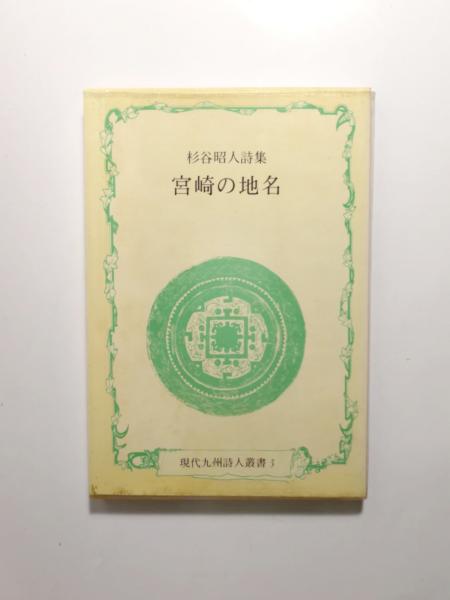 杉谷昭人詩集
宮崎の地名
現代九州詩人叢書3